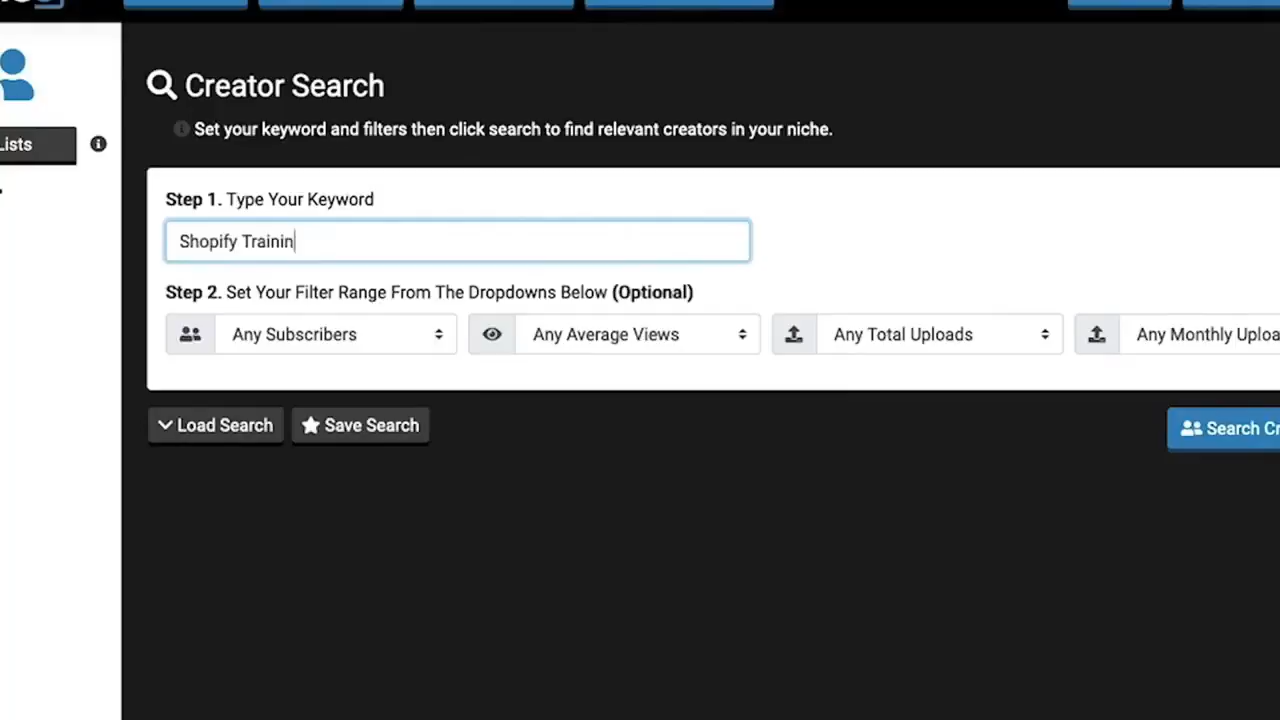 Creator Search
Set your keyword and filters then click search to find relevant creators in your niche.
Lists
Step 1. Type Your Keyword
Shopify Trainin
Step 2. Set Your Filter Range From The Dropdowns Below (Optional)
Any Subscribers Any Average Views Any Total Uploads Any Monthly Uploa
Load Search Save Search Search Cr